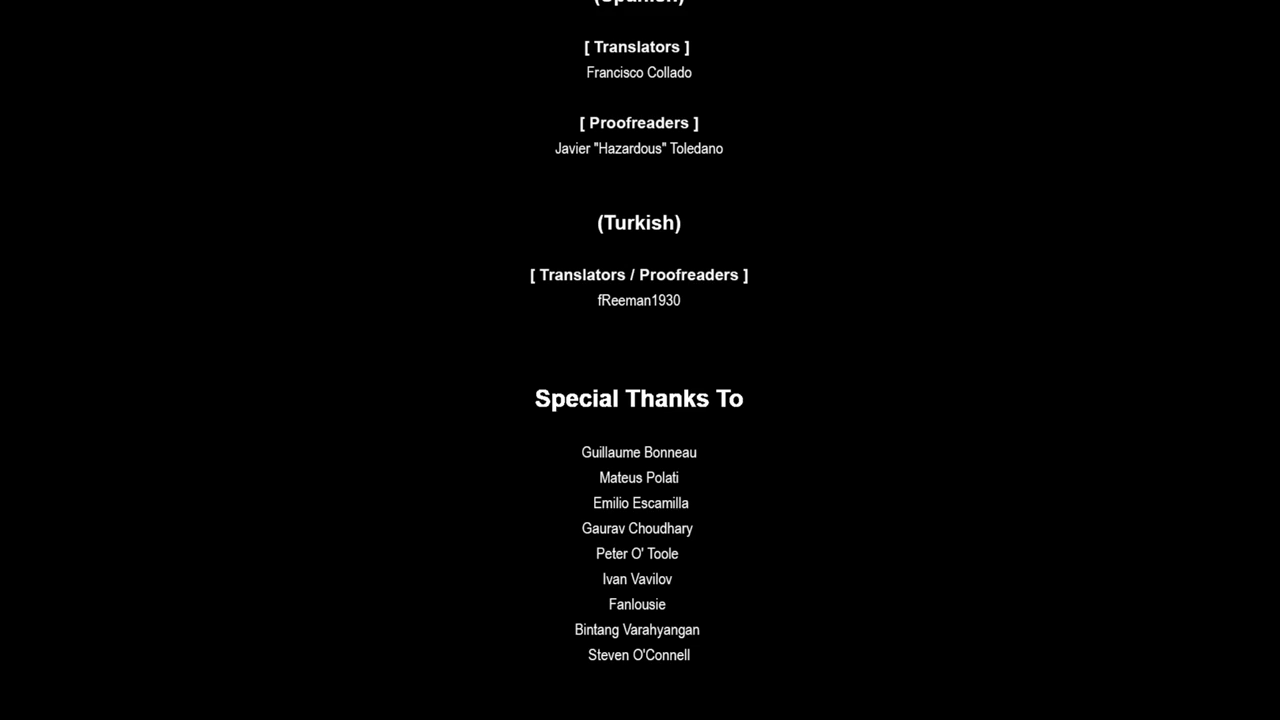 (Spanish)
[ Translators ]
Francisco Collado
[ Proofreaders ]
Javier "Hazardous" Toledano
(Turkish)
[ Translators / Proofreaders ]
fReeman1930
Special Thanks To
Guillaume Bonneau
Mateus Polati
Emilio Escamilla
Gaurav Choudhary
Peter O' Toole
Ivan Vavilov
Fanlousie
Bintang Varahyangan
Steven O'Connell